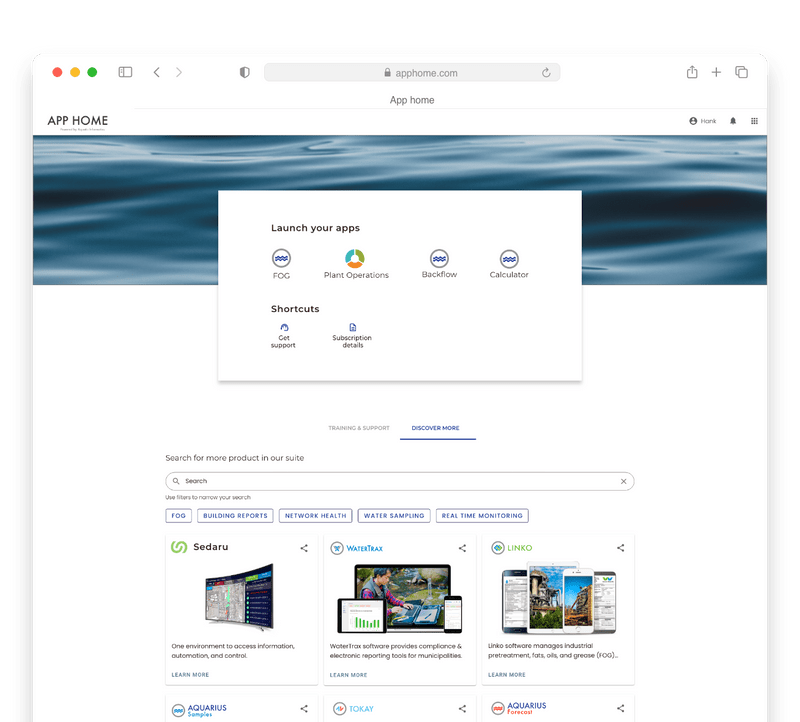 apphome.com
App home
APP HOME
Hank
Launch your apps
FOG
Plant Operations
Backflow
Calculator
Shortcuts
Get
support
Subscription
details
TRAINING & SUPPORT
DISCOVER MORE
Search for more product in our suite
Search
Use filters to narrow your search
FOG
BUILDING REPORTS
NETWORK HEALTH
WATER SAMPLING
REAL TIME MONITORING
Sedaru
One environment to access information,
automation, and control.
LEARN MORE
WATERTRAX
WaterTrax software provides compliance &
electronic reporting tools for municipalities.
LEARN MORE
LINKO
Linko software manages industrial
pretreatment, fats, oils, and grease (FOG)...
LEARN MORE
AQUARIUS
Samples
TOKAY
AQUARIUS
Forecast